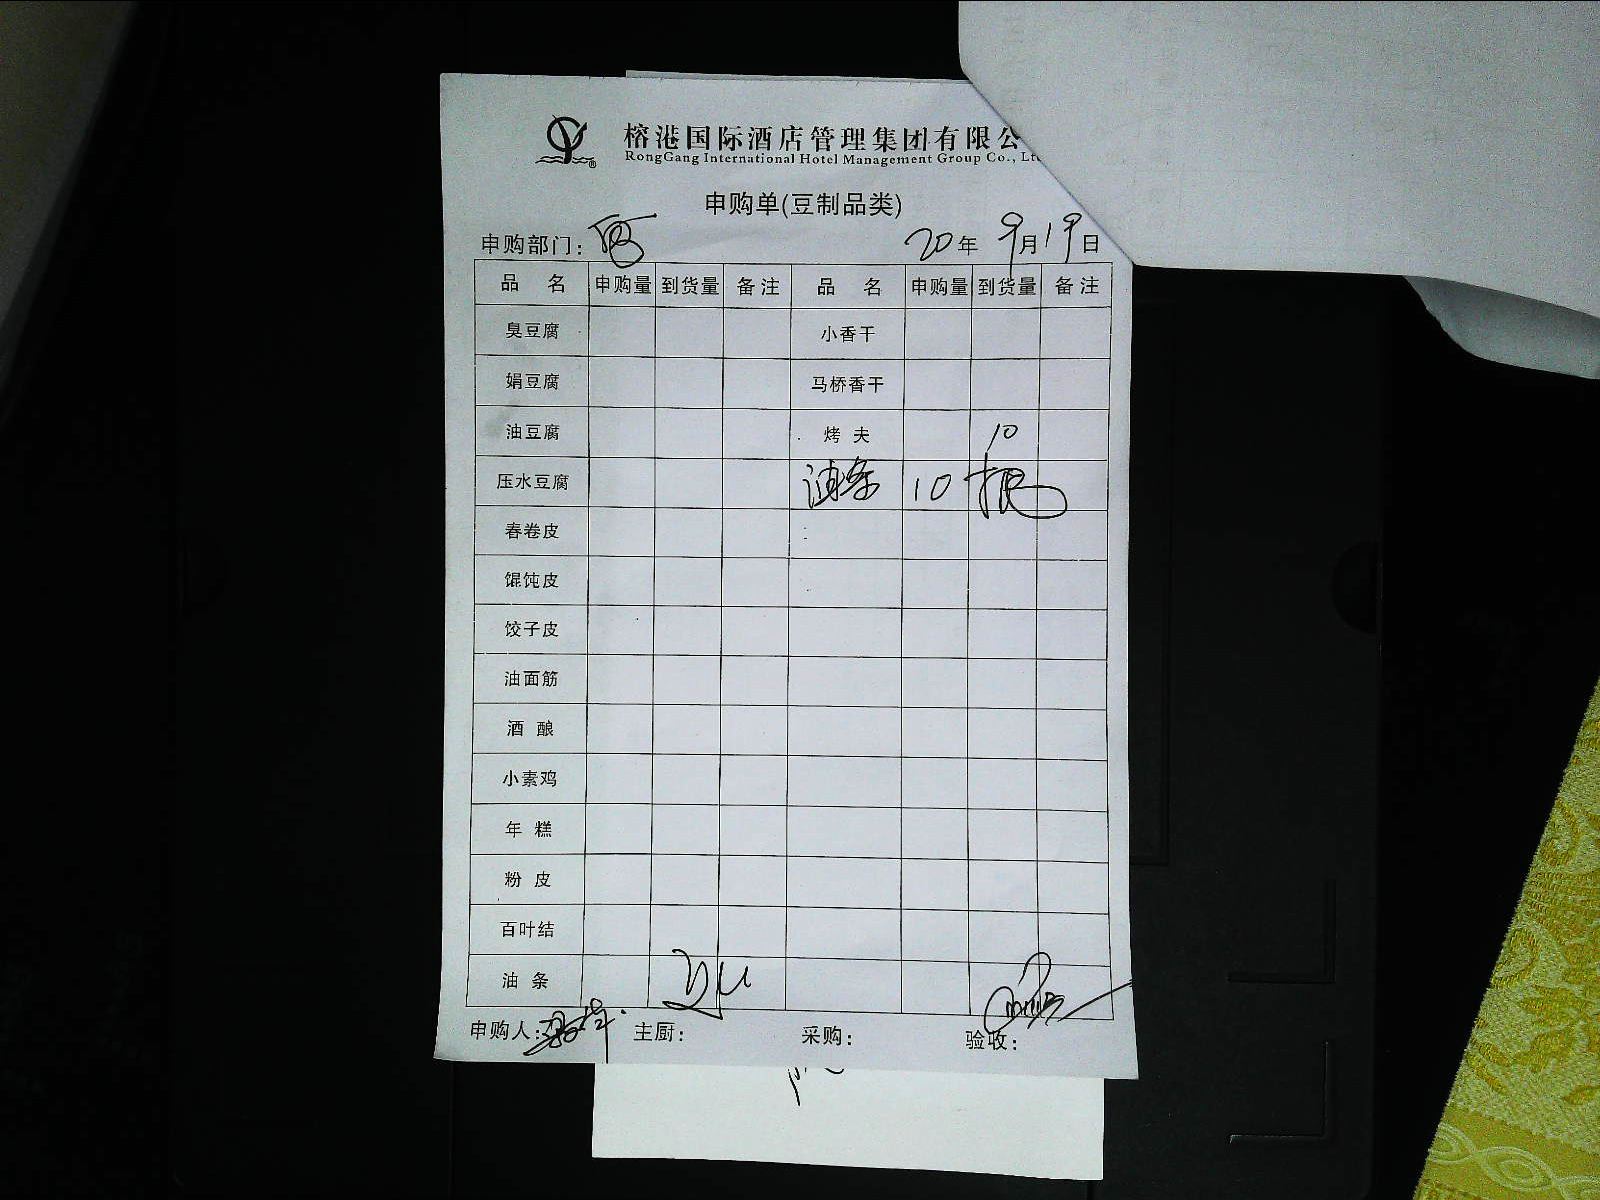 榕港国际酒店管理集团有限公
RongGang International Hotel Management Group Co., Lt
申购单(豆制品类)
申购部门: 20年 9月19日
品 名 申购量 到货量 备注 品 名 申购量 到货量 备注
臭豆腐 小香干
娟豆腐 马桥香干
油豆腐 烤 夫 10
压水豆腐 油条 10 根
春卷皮
馄饨皮
饺子皮
油面筋
酒 酿
小素鸡
年 糕
粉 皮
百叶结
油 条
申购人: 主厨: 采购: 验收: